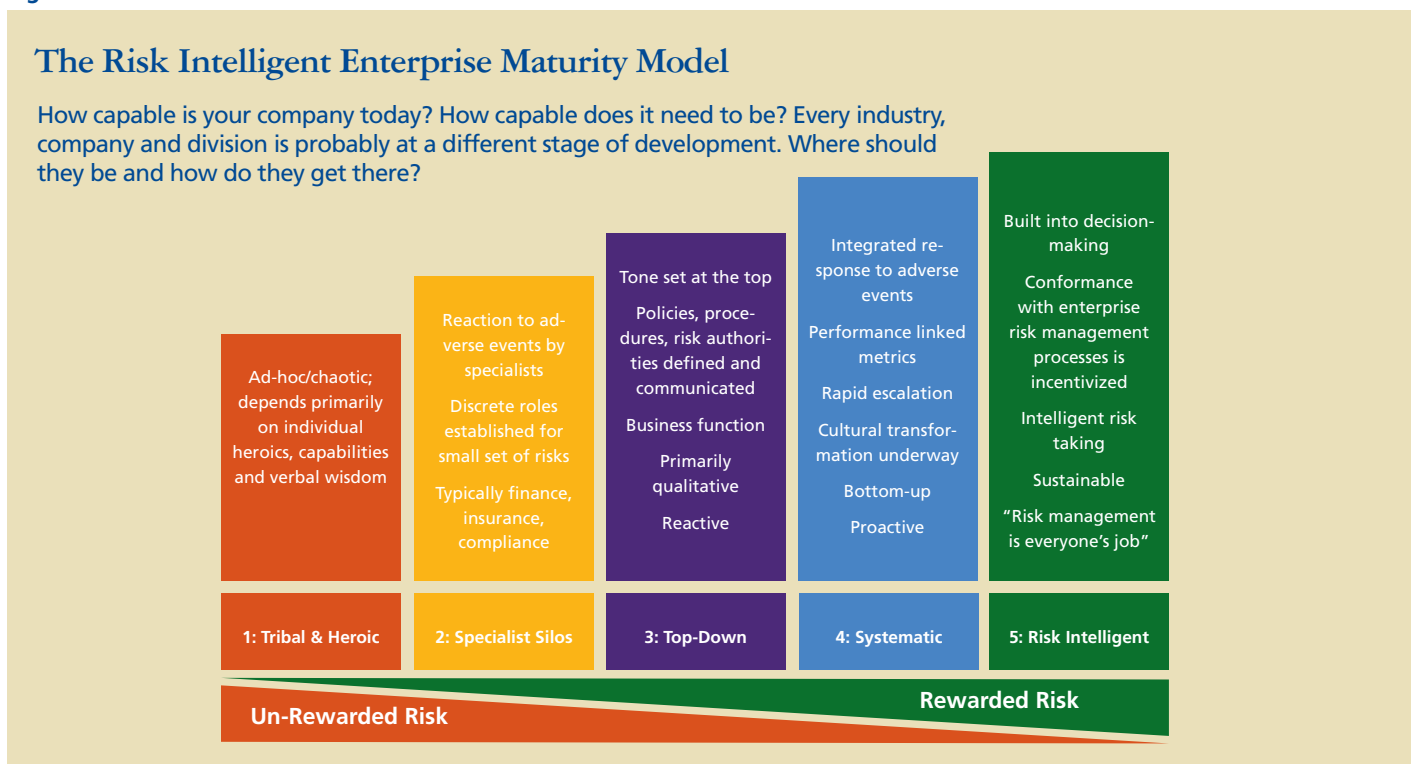 The Risk Intelligent Enterprise Maturity Model
How capable is your company today? How capable does it need to be? Every industry,
company and division is probably at a different stage of development. Where should
they be and how do they get there?
Ad-hoc/chaotic;
depends primarily
on individual
heroics, capabilities
and verbal wisdom
Reaction to ad-
verse events by
specialists
Discrete roles
established for
small set of risks
Typically finance,
insurance,
compliance
Tone set at the top
Policies, proce-
dures, risk authori-
ties defined and
communicated
Business function
Primarily
qualitative
Reactive
Integrated re-
sponse to adverse
events
Performance linked
metrics
Rapid escalation
Cultural transfor-
mation underway
Bottom-up
Proactive
Built into decision-
making
Conformance
with enterprise
risk management
processes is
incentivized
Intelligent risk
taking
Sustainable
“Risk management
is everyone’s job”
1: Tribal & Heroic
2: Specialist Silos
3: Top-Down
4: Systematic
5: Risk Intelligent
Un-Rewarded Risk
Rewarded Risk